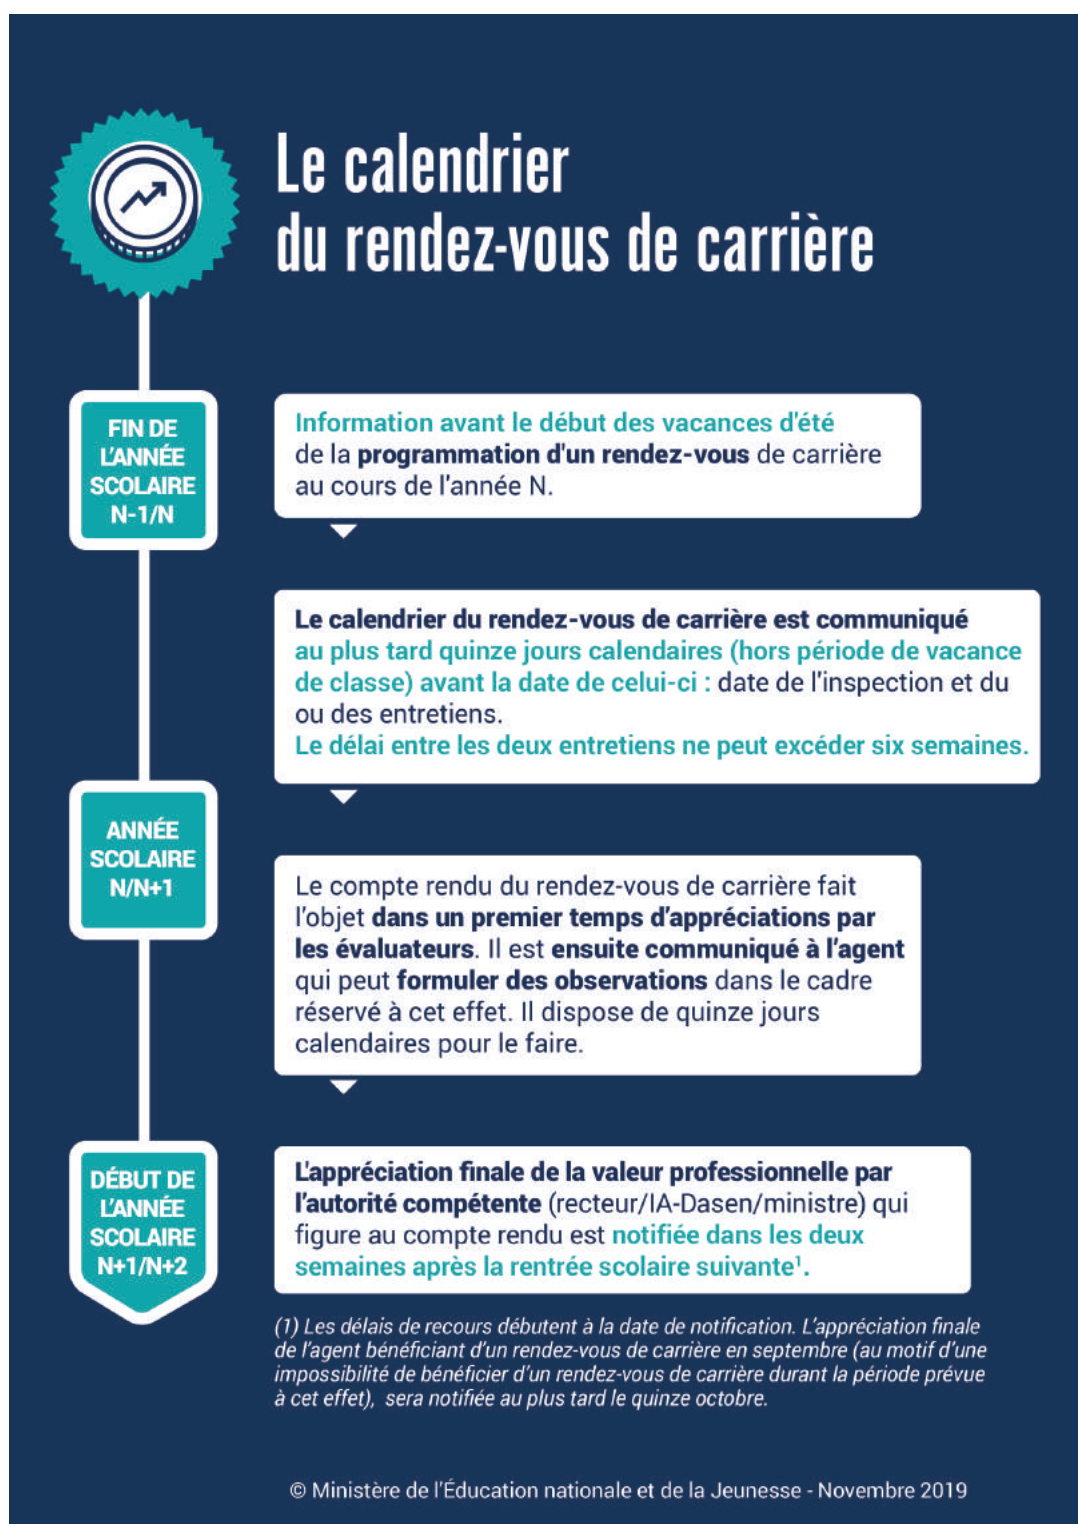 Le calendrier
du rendez-vous de carrière
FIN DE
L'ANNÉE
SCOLAIRE
N-1/N
Information avant le début des vacances d'été
de la programmation d'un rendez-vous de carrière
au cours de l'année N.
Le calendrier du rendez-vous de carrière est communiqué
au plus tard quinze jours calendaires (hors période de vacance
de classe) avant la date de celui-ci : date de l'inspection et du
ou des entretiens.
Le délai entre les deux entretiens ne peut excéder six semaines.
ANNÉE
SCOLAIRE
N/N+1
Le compte rendu du rendez-vous de carrière fait
l'objet dans un premier temps d'appréciations par
les évaluateurs. Il est ensuite communiqué à l'agent
qui peut formuler des observations dans le cadre
réservé à cet effet. Il dispose de quinze jours
calendaires pour le faire.
DÉBUT DE
L'ANNÉE
SCOLAIRE
N+1/N+2
L'appréciation finale de la valeur professionnelle par
l'autorité compétente (recteur/IA-Dasen/ministre) qui
figure au compte rendu est notifiée dans les deux
semaines après la rentrée scolaire suivante¹.
(1) Les délais de recours débutent à la date de notification. L'appréciation finale
de l'agent bénéficiant d'un rendez-vous de carrière en septembre (au motif d'une
impossibilité de bénéficier d'un rendez-vous de carrière durant la période prévue
à cet effet), sera notifiée au plus tard le quinze octobre.
© Ministère de l'Éducation nationale et de la Jeunesse - Novembre 2019